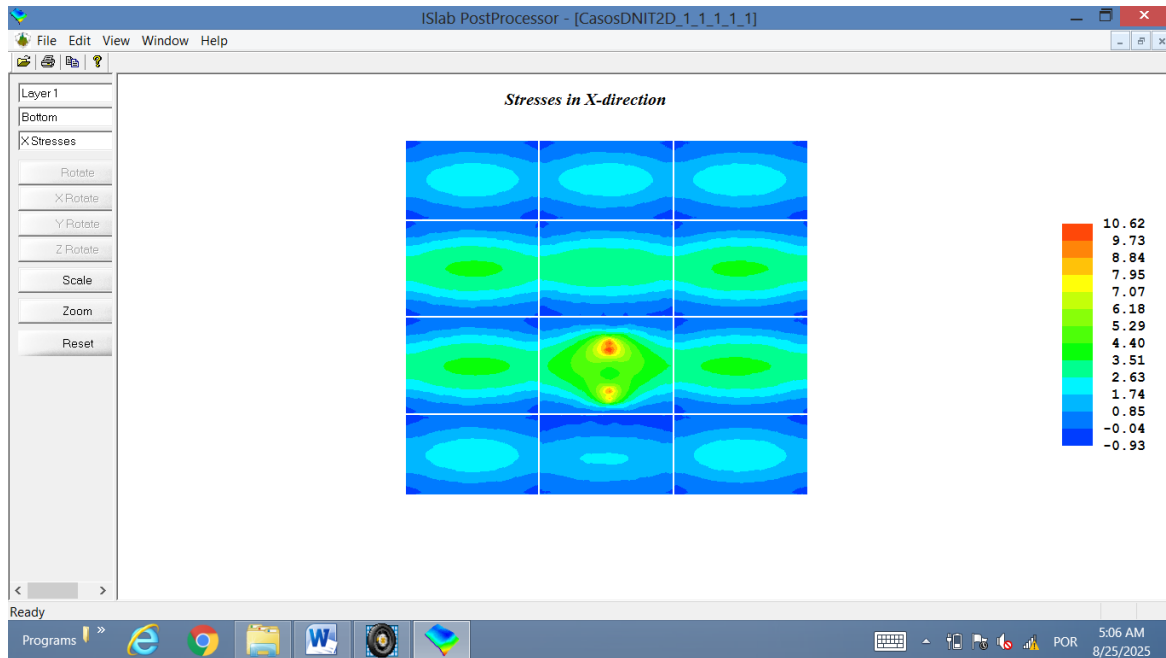 ISlab PostProcessor - [CasosDNIT2D_1_1_1_1_1]
File Edit View Window Help
Layer 1
Bottom
X Stresses
Rotate
X Rotate
Y Rotate
Z Rotate
Scale
Zoom
Reset
Stresses in X-direction
10.62
9.73
8.84
7.95
7.07
6.18
5.29
4.40
3.51
2.63
1.74
0.85
-0.04
-0.93
Ready
Programs
POR
5:06 AM
8/25/2025